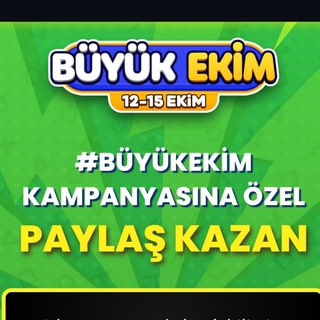 BÜYÜK EKİM
12-15 EKİM
#BÜYÜKEKİM
KAMPANYASINA ÖZEL
PAYLAŞ KAZAN